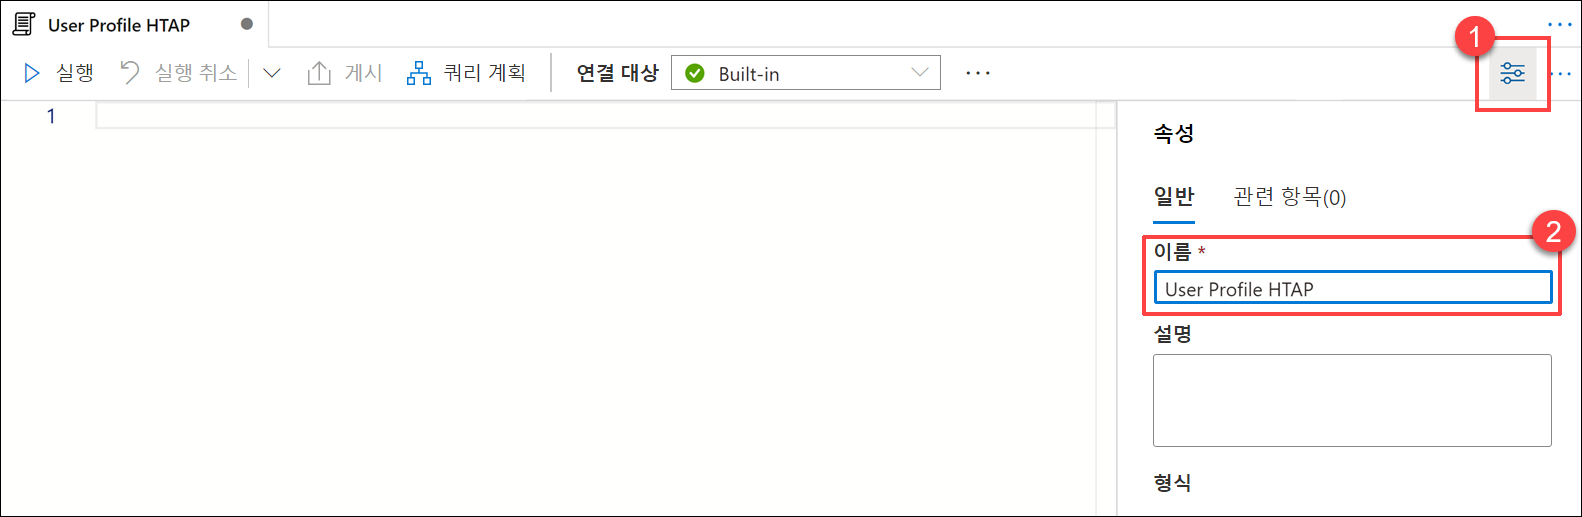 User Profile HTAP
1
실행 실행 취소 게시 쿼리 계획 연결 대상 Built-in
1
속성
일반 관련 항목(0)
2
이름 *
User Profile HTAP
설명
형식